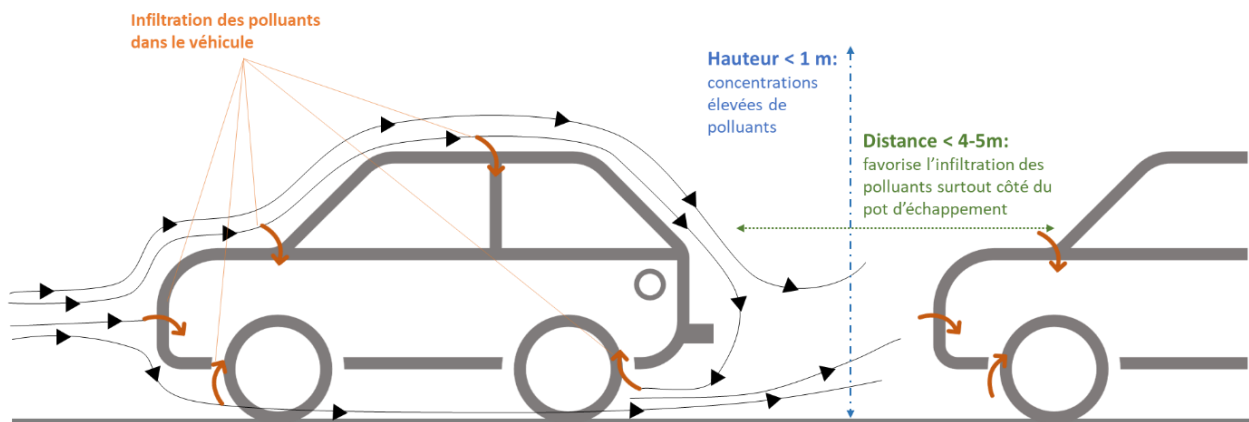 Infiltration des polluants
dans le véhicule
Hauteur < 1 m:
concentrations
élevées de
polluants
Distance < 4-5m:
favorise l’infiltration des
polluants surtout côté du
pot d’échappement